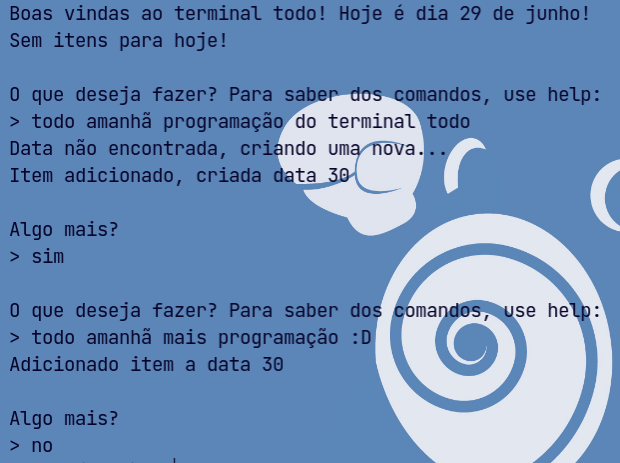 Boas vindas ao terminal todo! Hoje é dia 29 de junho!
Sem itens para hoje!
O que deseja fazer? Para saber dos comandos, use help:
> todo amanhã programação do terminal todo
Data não encontrada, criando uma nova...
Item adicionado, criada data 30
Algo mais?
> sim
O que deseja fazer? Para saber dos comandos, use help:
> todo amanhã mais programação :D
Adicionado item a data 30
Algo mais?
> no